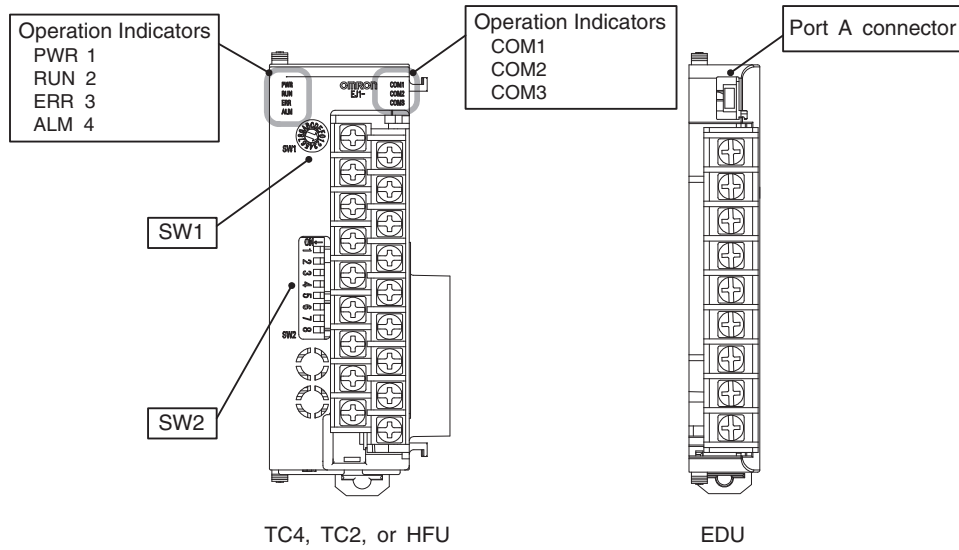 Operation Indicators
PWR 1
RUN 2
ERR 3
ALM 4
Operation Indicators
COM1
COM2
COM3
Port A connector
PWR
RUN
ERR
ALM
OMRON
EJ1-
COM1
COM2
COM3
SW1
SW1
ON
1
2
3
4
5
6
7
8
SW2
SW2
TC4, TC2, or HFU
EDU